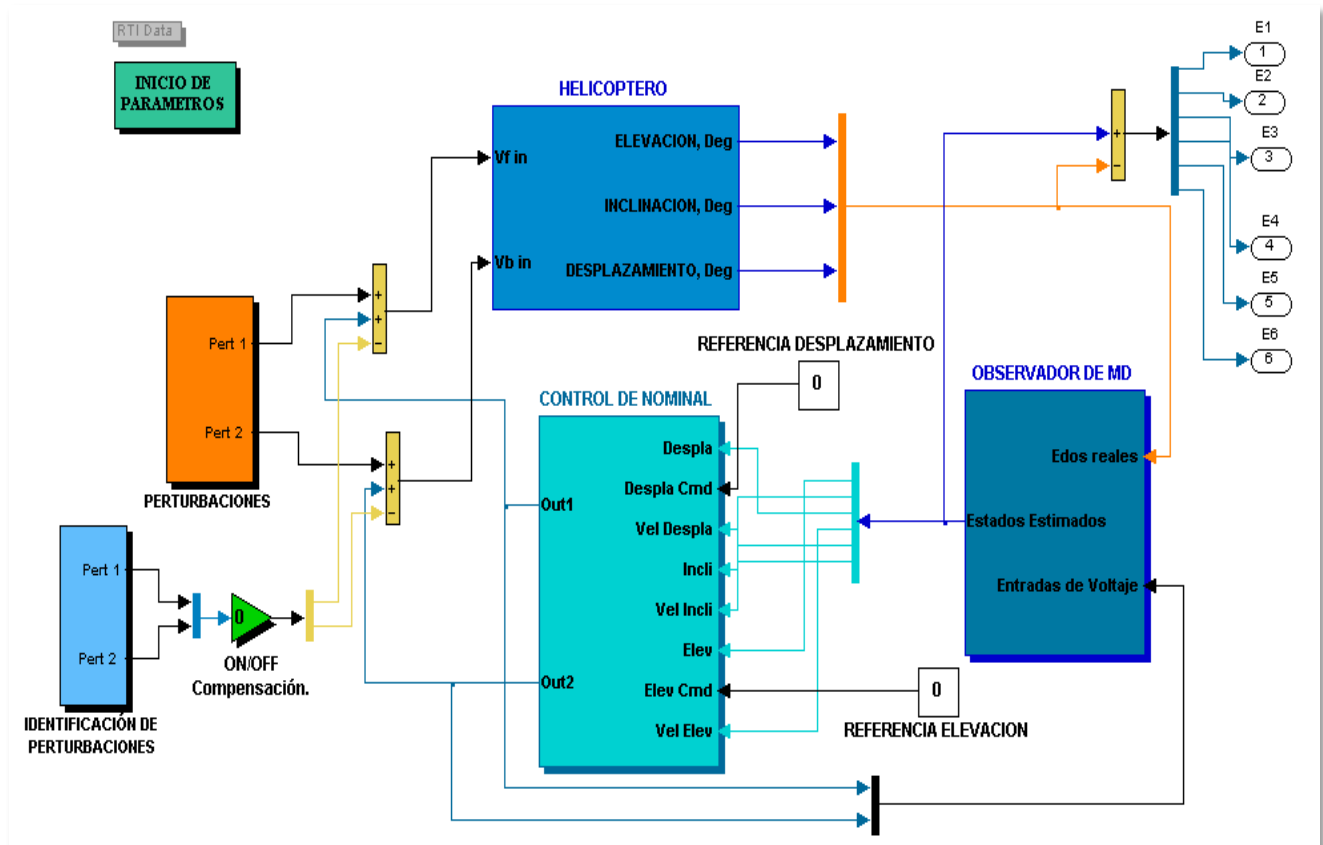 RTI Data
INICIO DE
PARAMETROS
HELICOPTERO
Vf in
Vb in
ELEVACION, Deg
INCLINACION, Deg
DESPLAZAMIENTO, Deg
+
−
E1
1
E2
2
E3
3
E4
4
E5
5
E6
6
Pert 1
Pert 2
PERTURBACIONES
+
+
−
+
+
−
REFERENCIA DESPLAZAMIENTO
0
CONTROL DE NOMINAL
Out1
Out2
Despla
Despla Cmd
Vel Despla
Incli
Vel Incli
Elev
Elev Cmd
Vel Elev
OBSERVADOR DE MD
Edos reales
Estados Estimados
Entradas de Voltaje
0
REFERENCIA ELEVACION
Pert 1
Pert 2
IDENTIFICACIÓN DE
PERTURBACIONES
0
ON/OFF
Compensación.